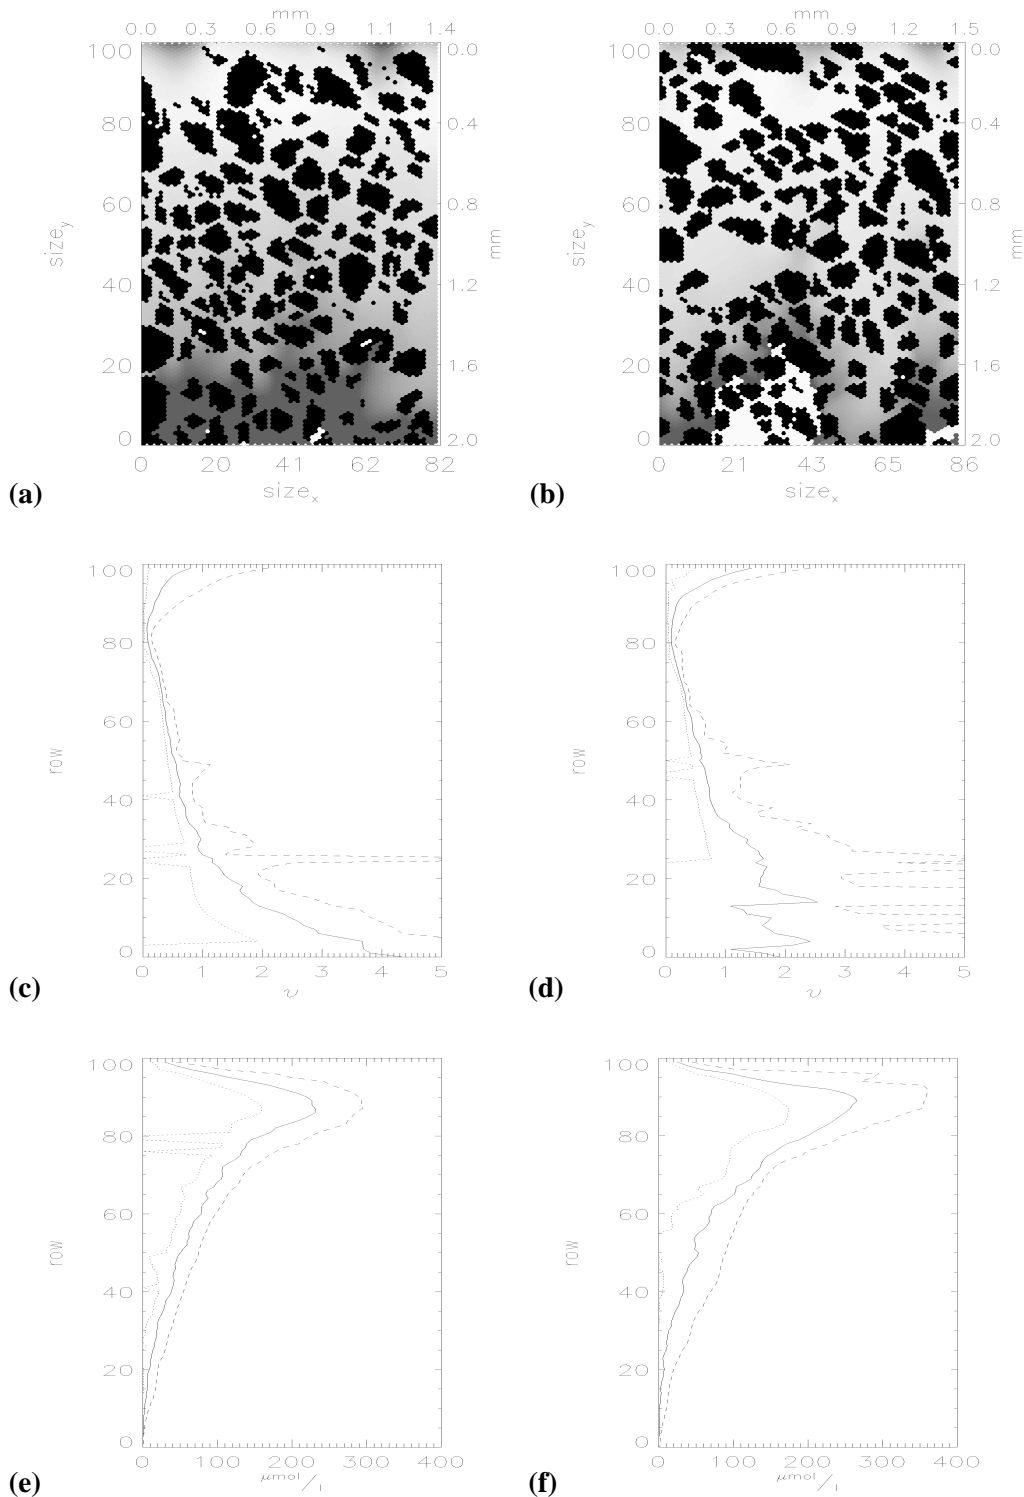 mm mm
0.0 0.3 0.6 0.9 1.1 1.4 0.0 0.3 0.6 0.9 1.2 1.5
100 0.0 100 0.0
80 0.4 80 0.4
60 0.8 60 0.8
size_y mm size_y mm
40 1.2 40 1.2
20 1.6 20 1.6
0 2.0 0 2.0
0 20 41 62 82 0 21 43 65 86
(a) size_x (b) size_x
100 100
80 80
60 60
row row
40 40
20 20
0 0
0 1 2 3 4 5 0 1 2 3 4 5
(c) υ (d) υ
100 100
80 80
60 60
row row
40 40
20 20
0 0
0 100 200 300 400 0 100 200 300 400
(e) μmol/l (f) μmol/l